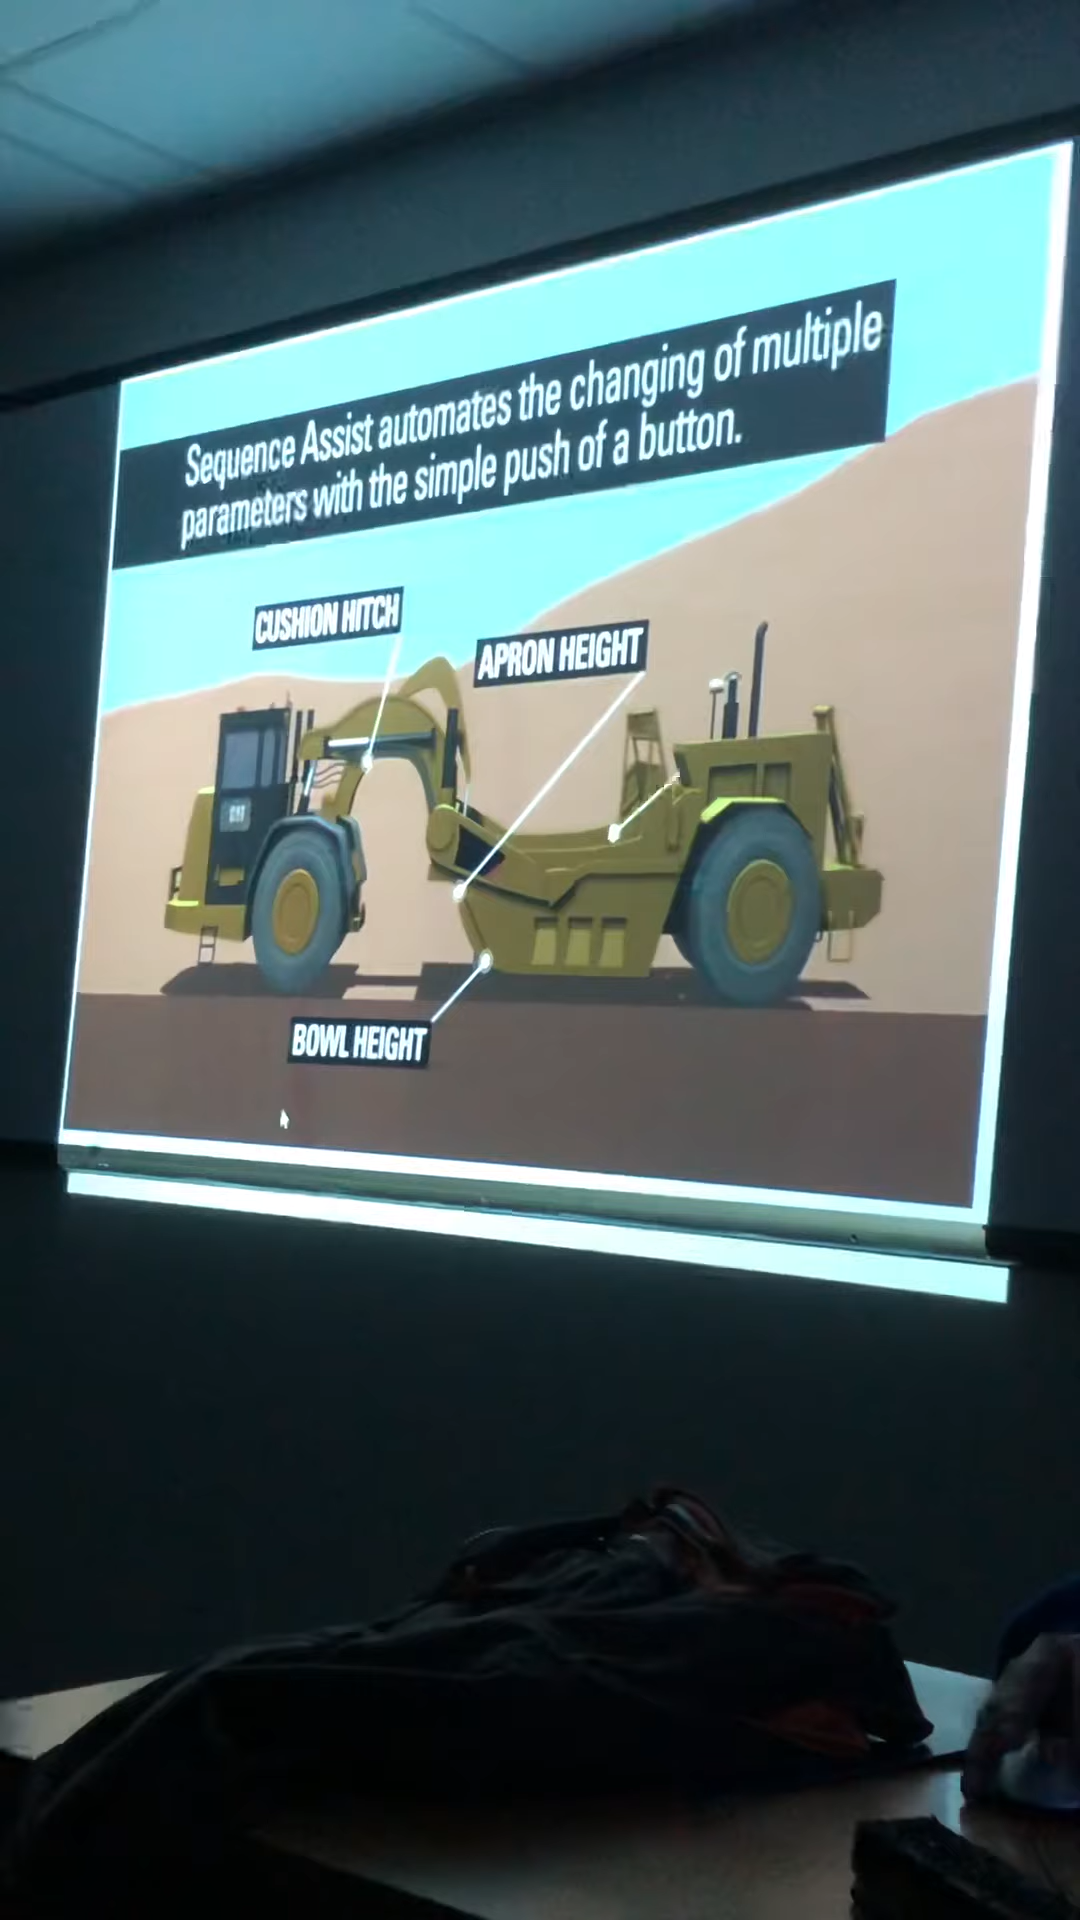 Sequence Assist automates the changing of multiple
parameters with the simple push of a button.
CUSHION HITCH
APRON HEIGHT
CAT
BOWL HEIGHT